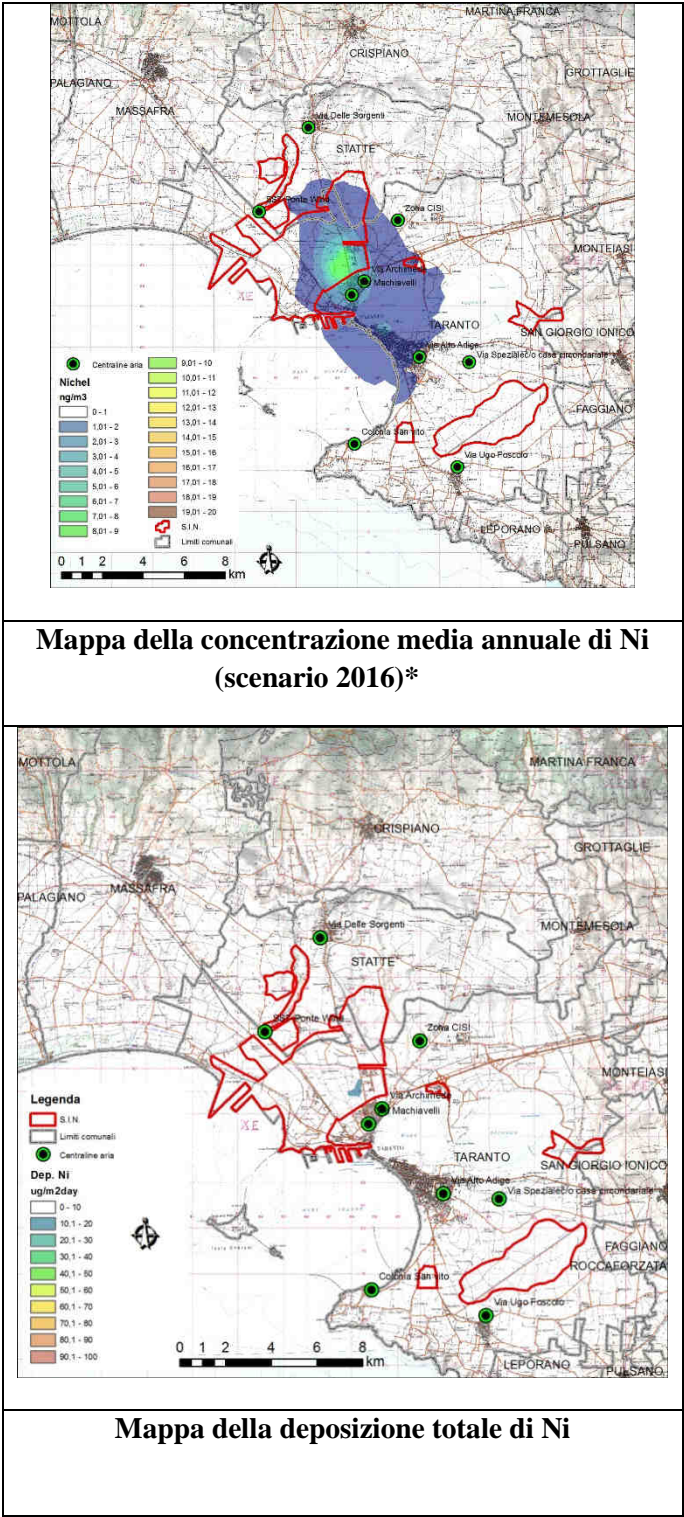 MOTTOLA
MARTINA FRANCA
CRISPIANO
GROTTAGLIE
PALAGIANO
MASSAFRA
MONTEMESOLA
Via Delle Sorgenti
STATTE
Zona CISI
MONTEIASI
Via Archimede
Machiavelli
TARANTO
SAN GIORGIO IONICO
Via Alto Adige
Via Speziale c/o casa circondariale
FAGGIANO
Colonia San vito
Via Ugo Foscolo
LEPORANO
PULSANO
Centraline aria
Nichel
ng/m3
0 - 1
1,01 - 2
2,01 - 3
3,01 - 4
4,01 - 5
5,01 - 6
6,01 - 7
7,01 - 8
8,01 - 9
9,01 - 10
10,01 - 11
11,01 - 12
12,01 - 13
13,01 - 14
14,01 - 15
15,01 - 16
16,01 - 17
17,01 - 18
18,01 - 19
19,01 - 20
S.I.N.
Limiti comunali
0 1 2 4 6 8
km
Mappa della concentrazione media annuale di Ni
(scenario 2016)*
MOTTOLA
MARTINA FRANCA
CRISPIANO
GROTTAGLIE
PALAGIANO
MASSAFRA
MONTEMESOLA
Via Delle Sorgenti
STATTE
Zona CISI
MONTEIASI
Via Archimede
Machiavelli
TARANTO
SAN GIORGIO IONICO
Via Alto Adige
Via Speziale c/o casa circondariale
FAGGIANO
ROCCAFORZATA
Colonia San vito
Via Ugo Foscolo
LEPORANO
PULSANO
Legenda
S.I.N.
Limiti comunali
Centraline aria
Dep. Ni
ug/m2day
0 - 10
10,1 - 20
20,1 - 30
30,1 - 40
40,1 - 50
50,1 - 60
60,1 - 70
70,1 - 80
80,1 - 90
90,1 - 100
0 1 2 4 6 8
km
Mappa della deposizione totale di Ni